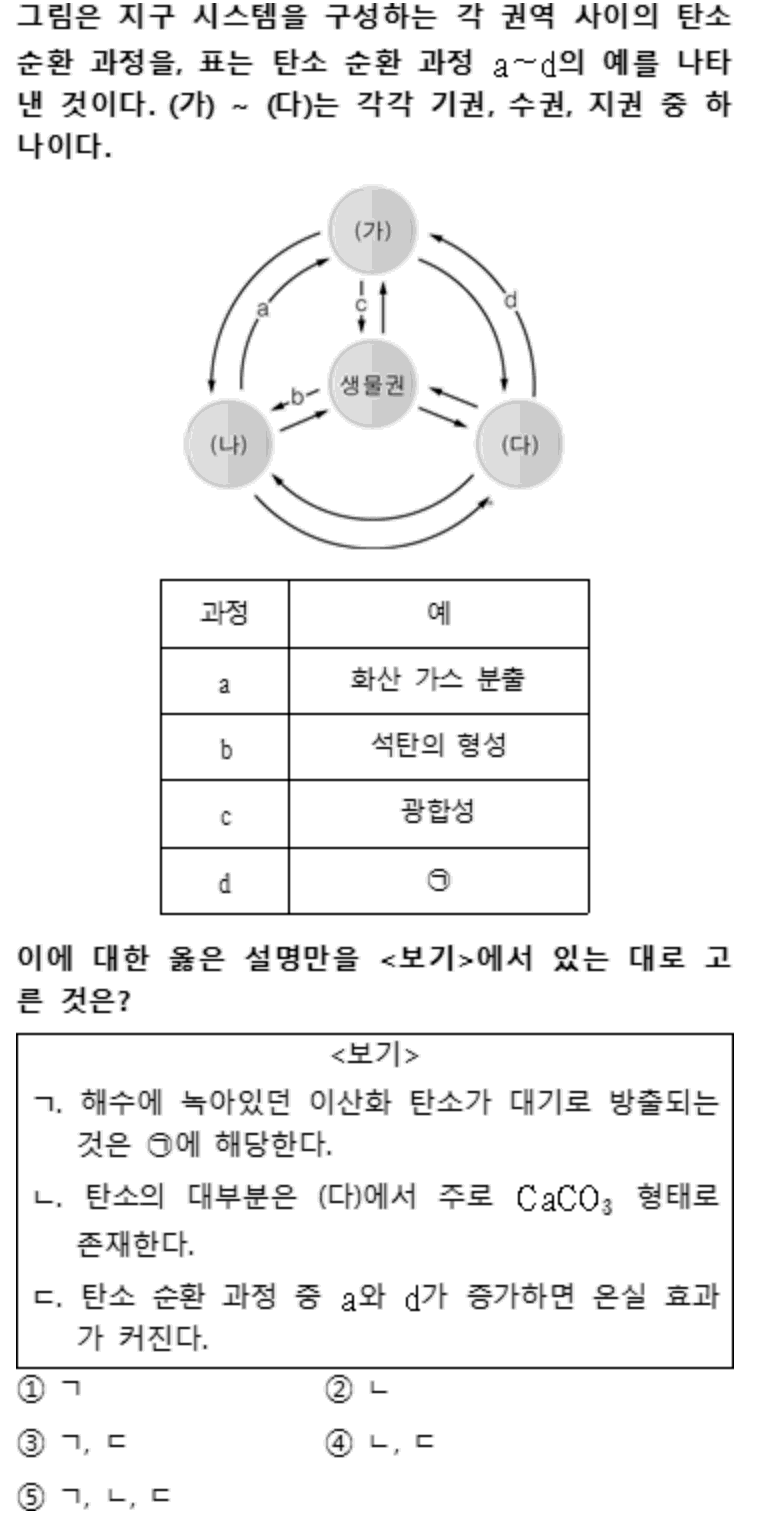 그림은 지구 시스템을 구성하는 각 권역 사이의 탄소
순환 과정을, 표는 탄소 순환 과정 a~d의 예를 나타
낸 것이다. (가) ~ (다)는 각각 기권, 수권, 지권 중 하
나이다.
(가)
a
c
d
생물권
b
(나)
(다)
과정 예
a 화산 가스 분출
b 석탄의 형성
c 광합성
d ㉠
이에 대한 옳은 설명만을 <보기>에서 있는 대로 고
른 것은?
<보기>
ㄱ. 해수에 녹아있던 이산화 탄소가 대기로 방출되는
것은 ㉠에 해당한다.
ㄴ. 탄소의 대부분은 (다)에서 주로 CaCO₃ 형태로
존재한다.
ㄷ. 탄소 순환 과정 중 a와 d가 증가하면 온실 효과
가 커진다.
① ㄱ ② ㄴ
③ ㄱ, ㄷ ④ ㄴ, ㄷ
⑤ ㄱ, ㄴ, ㄷ